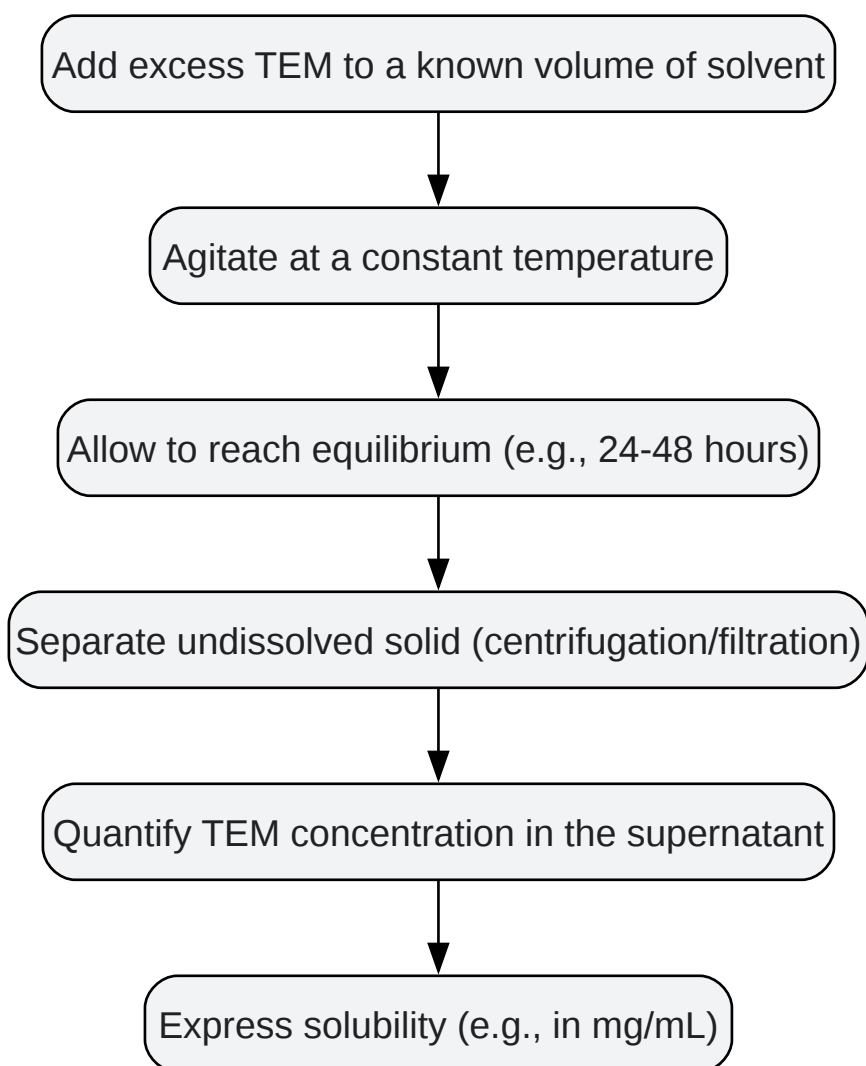 Add excess TEM to a known volume of solvent
Agitate at a constant temperature
Allow to reach equilibrium (e.g., 24-48 hours)
Separate undissolved solid (centrifugation/filtration)
Quantify TEM concentration in the supernatant
Express solubility (e.g., in mg/mL)